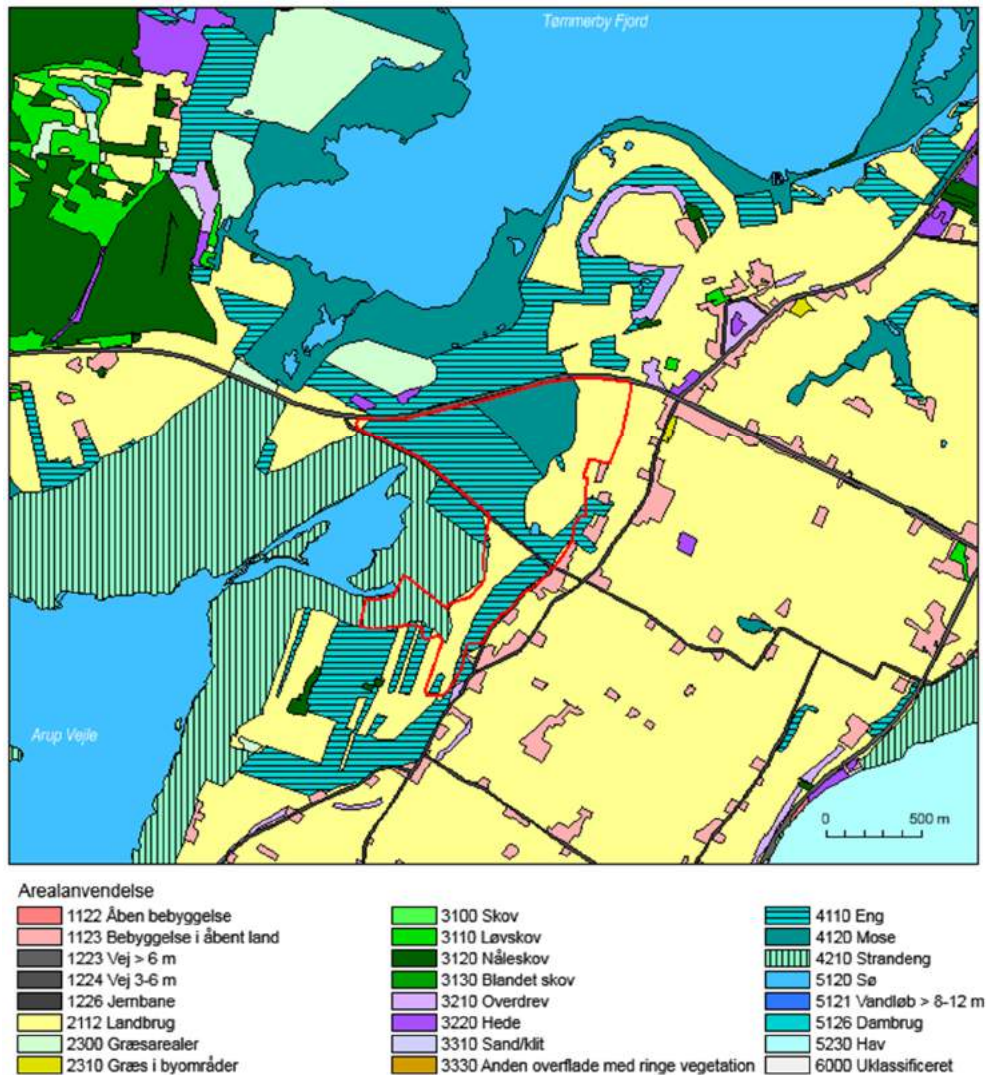 Tømmerby Fjord
Arup Vejle
0 500 m
Arealanvendelse
1122 Åben bebyggelse
1123 Bebyggelse i åbent land
1223 Vej > 6 m
1224 Vej 3-6 m
1226 Jernbane
2112 Landbrug
2300 Græsarealer
2310 Græs i byområder
3100 Skov
3110 Løvskov
3120 Nåleskov
3130 Blandet skov
3210 Overdrev
3220 Hede
3310 Sand/klit
3330 Anden overflade med ringe vegetation
4110 Eng
4120 Mose
4210 Strandeng
5120 Sø
5121 Vandløb > 8-12 m
5126 Dambrug
5230 Hav
6000 Uklassificeret